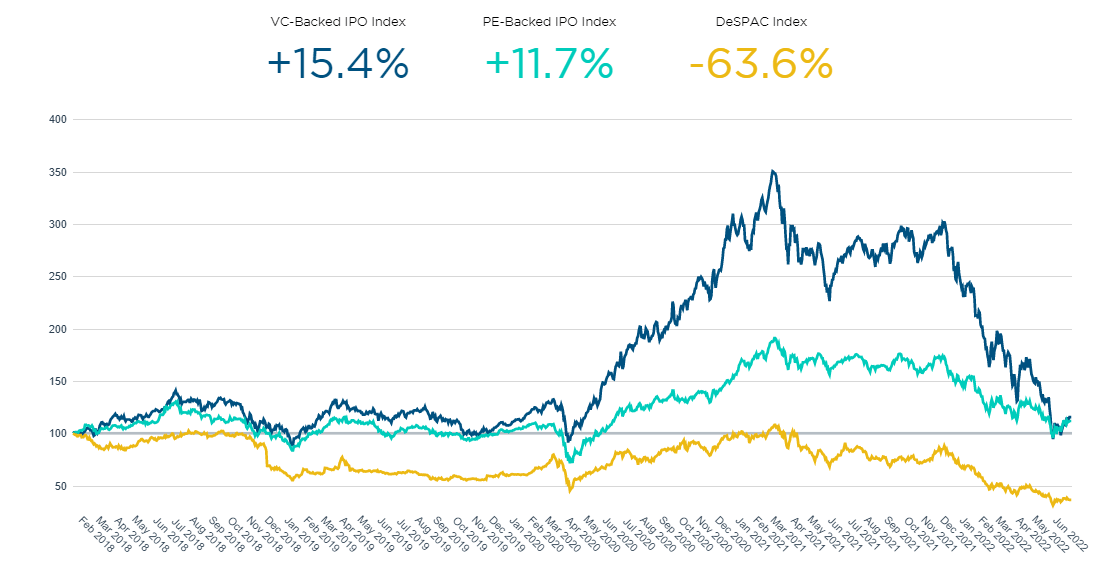 VC-Backed IPO Index
PE-Backed IPO Index
DeSPAC Index
+15.4%
+11.7%
-63.6%
400
350
300
250
200
150
100
50
Feb 2018
Mar 2018
Apr 2018
May 2018
Jun 2018
Jul 2018
Aug 2018
Sep 2018
Oct 2018
Nov 2018
Dec 2018
Jan 2019
Feb 2019
Mar 2019
Apr 2019
May 2019
Jun 2019
Jul 2019
Aug 2019
Sep 2019
Oct 2019
Nov 2019
Dec 2019
Jan 2020
Feb 2020
Mar 2020
Apr 2020
May 2020
Jun 2020
Jul 2020
Aug 2020
Sep 2020
Oct 2020
Nov 2020
Dec 2020
Jan 2021
Feb 2021
Mar 2021
Apr 2021
May 2021
Jun 2021
Jul 2021
Aug 2021
Sep 2021
Oct 2021
Nov 2021
Dec 2021
Jan 2022
Feb 2022
Mar 2022
Apr 2022
May 2022
Jun 2022